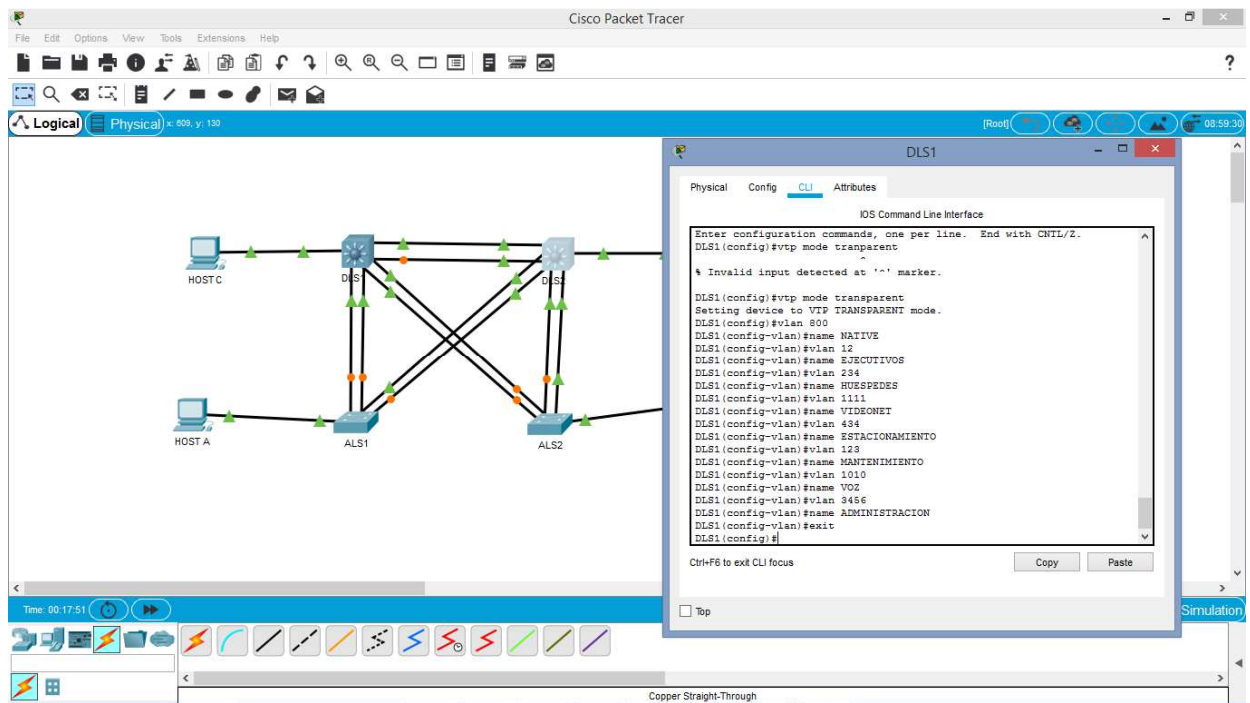 Cisco Packet Tracer
File Edit Options View Tools Extensions Help
Logical Physical x: 809, y: 130
[Root] 08:59:30
DLS1
Physical Config CLI Attributes
IOS Command Line Interface
Enter configuration commands, one per line. End with CNTL/Z.
DLS1(config)#vtp mode tranparent
^
% Invalid input detected at '^' marker.
DLS1(config)#vtp mode transparent
Setting device to VTP TRANSPARENT mode.
DLS1(config)#vlan 800
DLS1(config-vlan)#name NATIVE
DLS1(config-vlan)#vlan 12
DLS1(config-vlan)#name EJECUTIVOS
DLS1(config-vlan)#vlan 234
DLS1(config-vlan)#name HUESPEDES
DLS1(config-vlan)#vlan 1111
DLS1(config-vlan)#name VIDEONET
DLS1(config-vlan)#vlan 434
DLS1(config-vlan)#name ESTACIONAMIENTO
DLS1(config-vlan)#vlan 123
DLS1(config-vlan)#name MANTENIMIENTO
DLS1(config-vlan)#vlan 1010
DLS1(config-vlan)#name VOZ
DLS1(config-vlan)#vlan 3456
DLS1(config-vlan)#name ADMINISTRACION
DLS1(config-vlan)#exit
DLS1(config)#
Ctrl+F6 to exit CLI focus Copy Paste
Top
HOST C
DLS1
DLS2
HOST A
ALS1
ALS2
Time: 00:17:51 Simulation
Copper Straight-Through